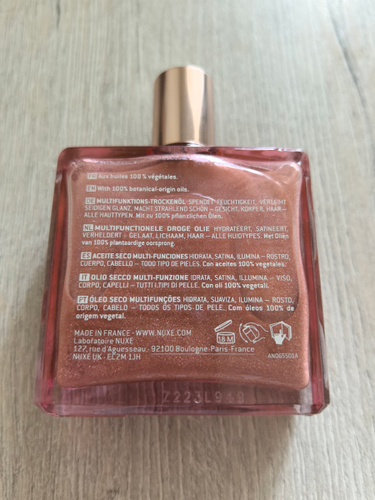 FR Aux huiles 100 % végétales.
EN With 100% botanical-origin oils.
DE MULTIFUNKTIONS-TROCKENÖL SPENDET FEUCHTIGKEIT, VERLEIHT
SEIDIGEN GLANZ, MACHT STRAHLEND SCHÖN – GESICHT, KÖRPER, HAAR –
ALLE HAUTTYPEN. Mit zu 100% pflanzlichen Ölen.
NL MULTIFUNCTIONELE DROGE OLIE HYDRATEERT, SATINEERT,
VERHELDERT – GELAAT, LICHAAM, HAAR – ALLE HUIDTYPES. Met Oliën
van 100% plantaardige oorsprong.
ES ACEITE SECO MULTI-FUNCIONES HIDRATA, SATINA, ILUMINA – ROSTRO,
CUERPO, CABELLO – TODO TIPO DE PIELES. Con aceites 100% vegetales.
IT OLIO SECCO MULTI-FUNZIONE IDRATA, SATINA, ILLUMINA – VISO,
CORPO, CAPELLI – TUTTI I TIPI DI PELLE. Con oli 100% vegetali.
PT ÓLEO SECO MULTIFUNÇÕES HIDRATA, SUAVIZA, ILUMINA – ROSTO,
CORPO, CABELO – TODOS OS TIPOS DE PELE. Com óleos 100% de
origem vegetal.
MADE IN FRANCE - WWW.NUXE.COM
Laboratoire NUXE
127, rue d'Aguesseau, 92100 Boulogne-Paris-France
NUXE UK - EC2M 1JH
18 M